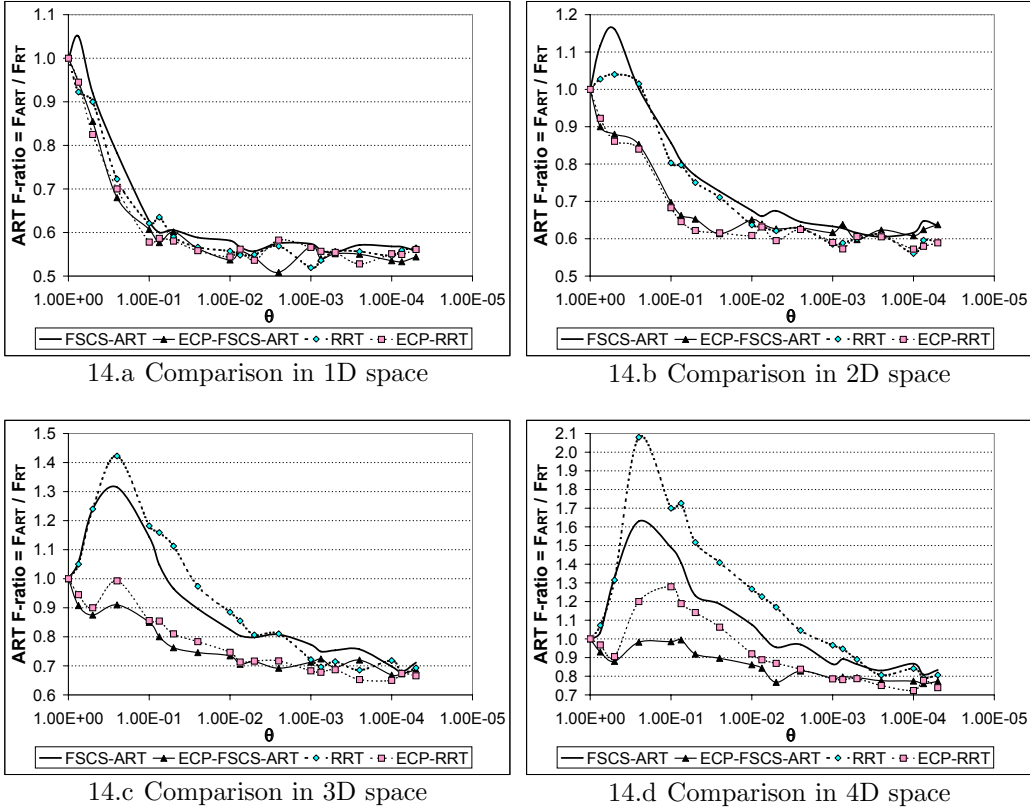 ART F-ratio = FART / FRT
1.1
1.0
0.9
0.8
0.7
0.6
0.5
1.00E+00 1.00E-01 1.00E-02 1.00E-03 1.00E-04 1.00E-05
θ
FSCS-ART ECP-FSCS-ART RRT ECP-RRT
14.a Comparison in 1D space
ART F-ratio = FART / FRT
1.2
1.1
1.0
0.9
0.8
0.7
0.6
0.5
1.00E+00 1.00E-01 1.00E-02 1.00E-03 1.00E-04 1.00E-05
θ
FSCS-ART ECP-FSCS-ART RRT ECP-RRT
14.b Comparison in 2D space
ART F-ratio = FART / FRT
1.5
1.4
1.3
1.2
1.1
1.0
0.9
0.8
0.7
0.6
1.00E+00 1.00E-01 1.00E-02 1.00E-03 1.00E-04 1.00E-05
θ
FSCS-ART ECP-FSCS-ART RRT ECP-RRT
14.c Comparison in 3D space
ART F-ratio = FART / FRT
2.1
2.0
1.9
1.8
1.7
1.6
1.5
1.4
1.3
1.2
1.1
1.0
0.9
0.8
0.7
1.00E+00 1.00E-01 1.00E-02 1.00E-03 1.00E-04 1.00E-05
θ
FSCS-ART ECP-FSCS-ART RRT ECP-RRT
14.d Comparison in 4D space